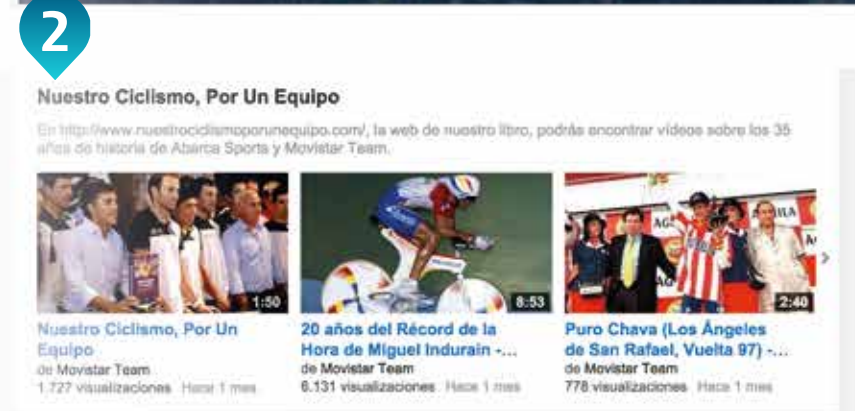 2
Nuestro Ciclismo, Por Un Equipo
En http://www.nuestrociclismoporunequipo.com/, la web de nuestro libro, podrás encontrar vídeos sobre los 35
años de historia de Abarca Sports y Movistar Team.
1:50
8:53
2:40
Nuestro Ciclismo, Por Un
Equipo
de Movistar Team
1.727 visualizaciones Hace 1 mes
20 años del Récord de la
Hora de Miguel Indurain -...
de Movistar Team
6.131 visualizaciones Hace 1 mes
Puro Chava (Los Ángeles
de San Rafael, Vuelta 97) -...
de Movistar Team
778 visualizaciones Hace 1 mes